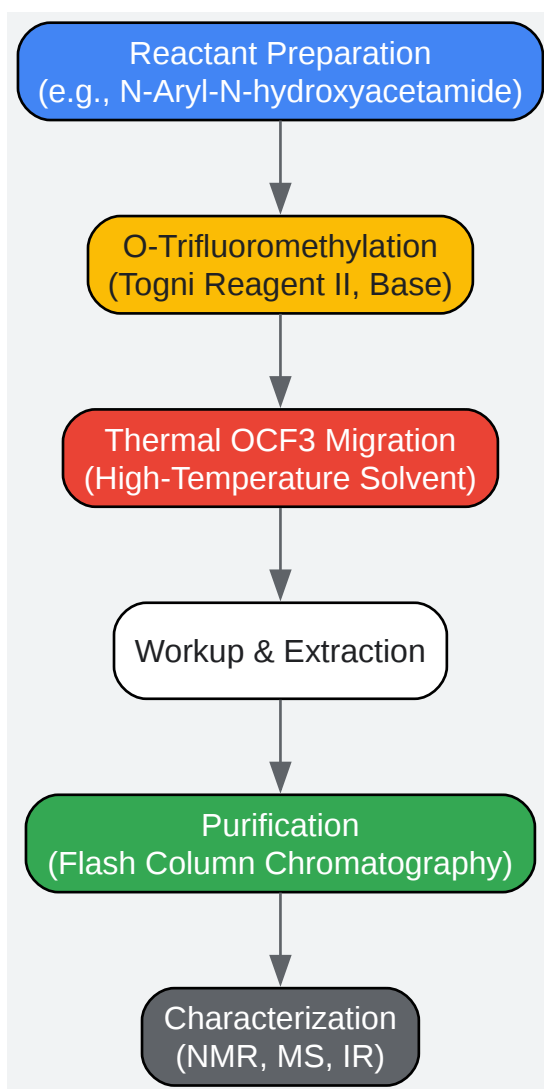 Reactant Preparation
(e.g., N-Aryl-N-hydroxyacetamide)
O-Trifluoromethylation
(Togni Reagent II, Base)
Thermal OCF3 Migration
(High-Temperature Solvent)
Workup & Extraction
Purification
(Flash Column Chromatography)
Characterization
(NMR, MS, IR)